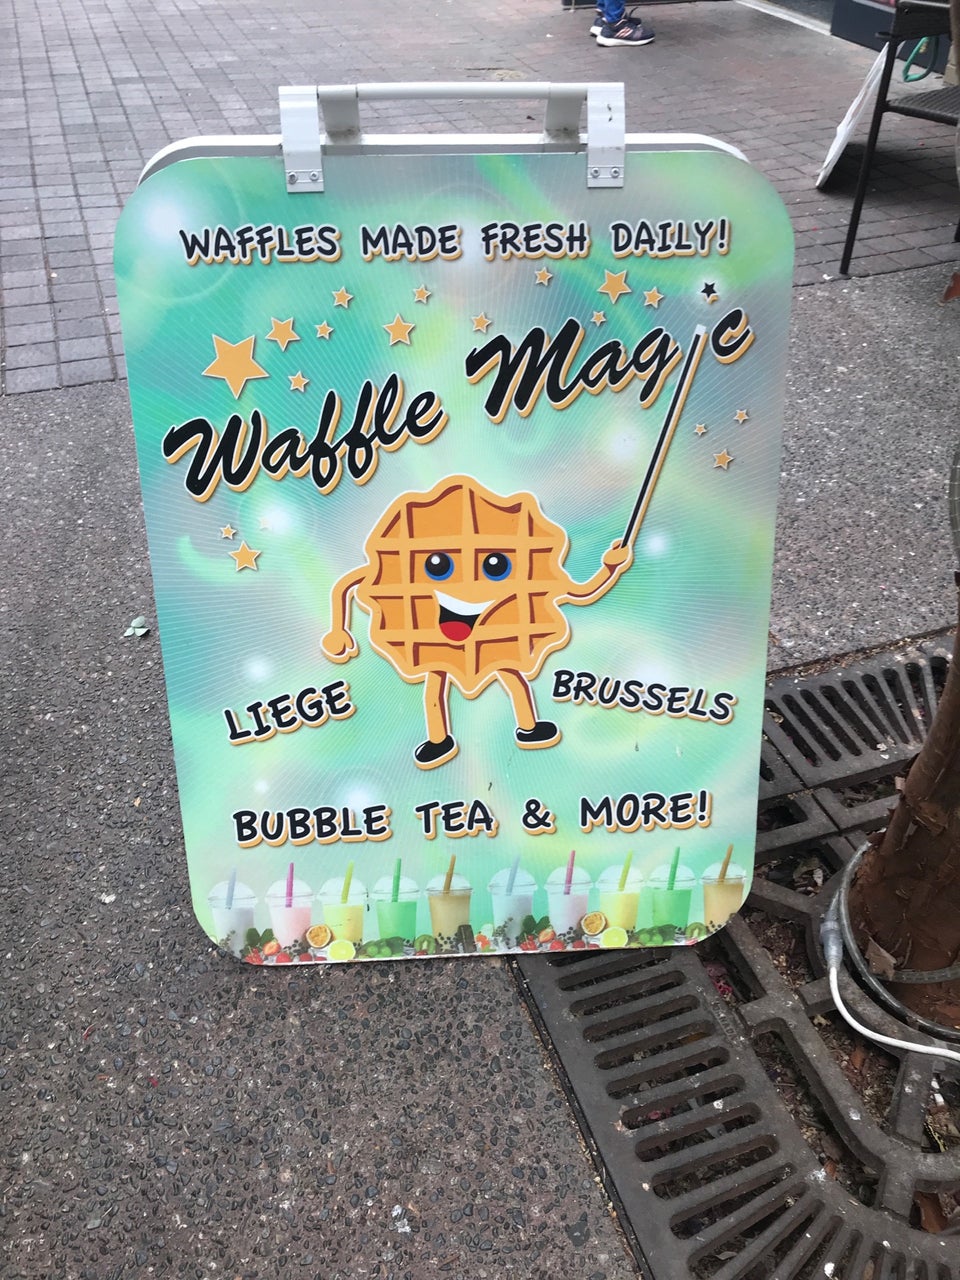 WAFFLES MADE FRESH DAILY!
Waffle Magic
LIEGE BRUSSELS
BUBBLE TEA & MORE!